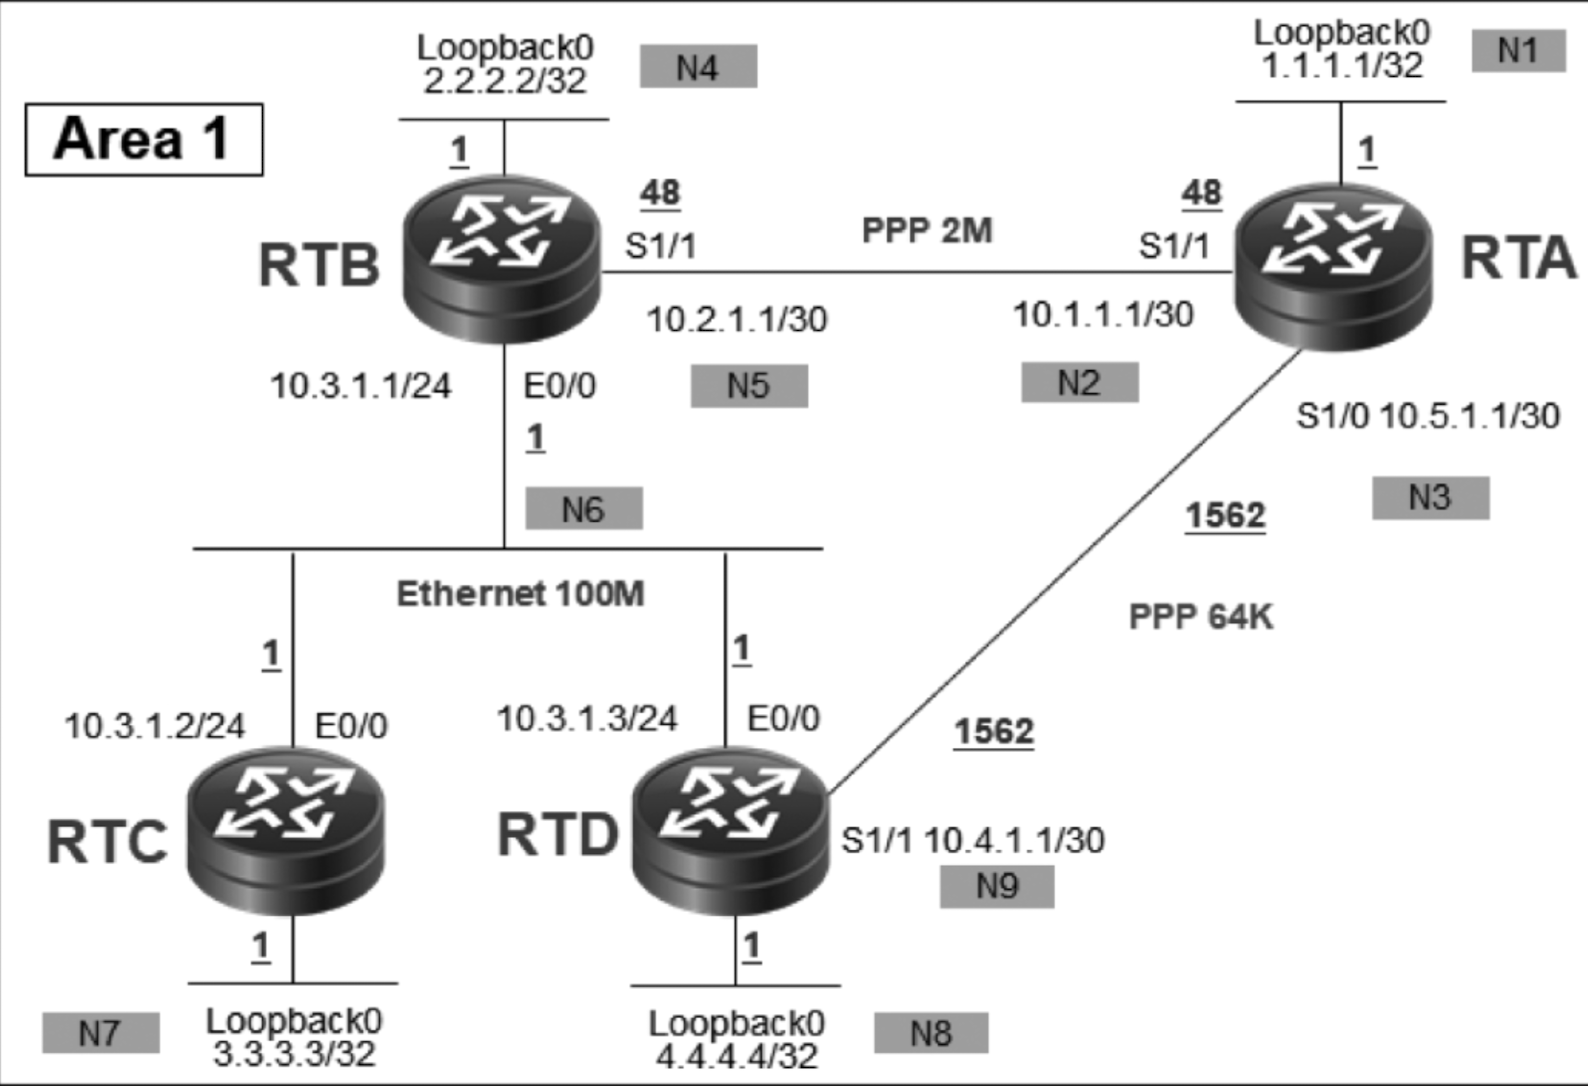 Loopback0
2.2.2.2/32
N4
Loopback0
1.1.1.1/32
N1
Area 1
1
1
48
48
PPP 2M
RTB
S1/1
S1/1
RTA
10.2.1.1/30
10.1.1.1/30
10.3.1.1/24
E0/0
N5
N2
S1/0 10.5.1.1/30
1
N6
N3
1562
Ethernet 100M
PPP 64K
1
1
10.3.1.2/24
E0/0
10.3.1.3/24
E0/0
1562
RTC
RTD
S1/1 10.4.1.1/30
N9
1
1
N7
Loopback0
3.3.3.3/32
Loopback0
4.4.4.4/32
N8